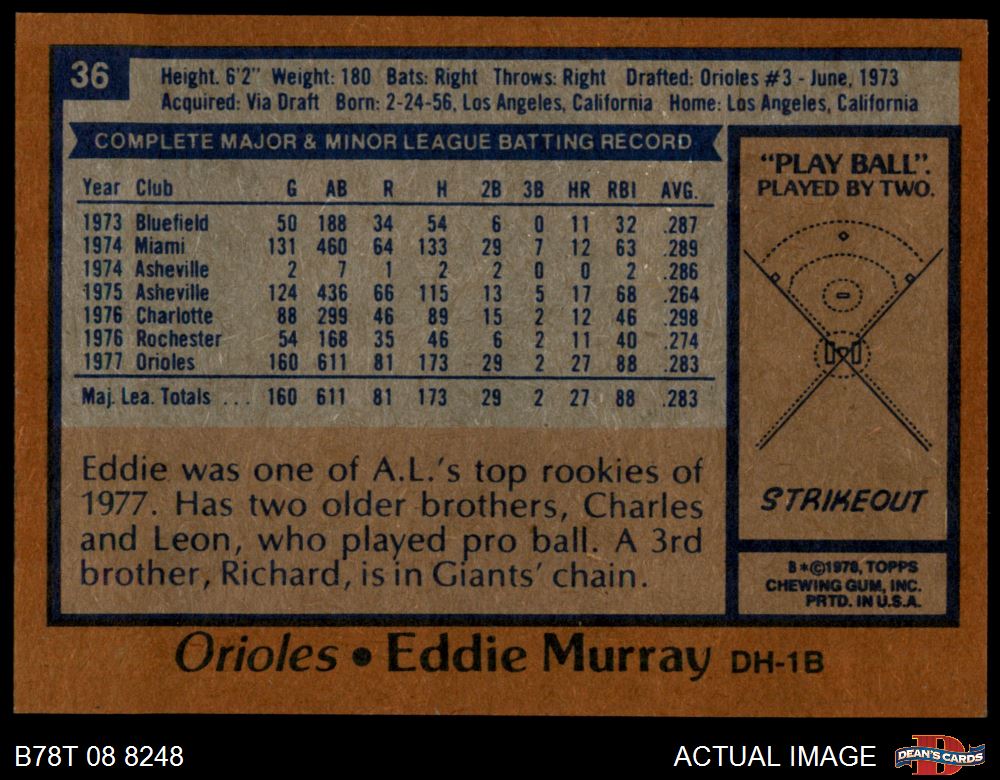 36
Height. 6'2" Weight: 180 Bats: Right Throws: Right Drafted: Orioles #3 - June, 1973
Acquired: Via Draft Born: 2-24-56, Los Angeles, California Home: Los Angeles, California
COMPLETE MAJOR & MINOR LEAGUE BATTING RECORD
Year Club G AB R H 2B 3B HR RBI AVG.
1973 Bluefield 50 188 34 54 6 0 11 32 .287
1974 Miami 131 460 64 133 29 7 12 63 .289
1974 Asheville 2 7 1 2 2 0 0 2 .286
1975 Asheville 124 436 66 115 13 5 17 68 .264
1976 Charlotte 88 299 46 89 15 2 12 46 .298
1976 Rochester 54 168 35 46 6 2 11 40 .274
1977 Orioles 160 611 81 173 29 2 27 88 .283
Maj. Lea. Totals ... 160 611 81 173 29 2 27 88 .283
Eddie was one of A.L.'s top rookies of
1977. Has two older brothers, Charles
and Leon, who played pro ball. A 3rd
brother, Richard, is in Giants' chain.
"PLAY BALL".
PLAYED BY TWO.
STRIKEOUT
B*©1978, TOPPS
CHEWING GUM, INC.
PRTD. IN U.S.A.
Orioles • Eddie Murray DH-1B
B78T 08 8248
ACTUAL IMAGE
DEAN'S CARDS